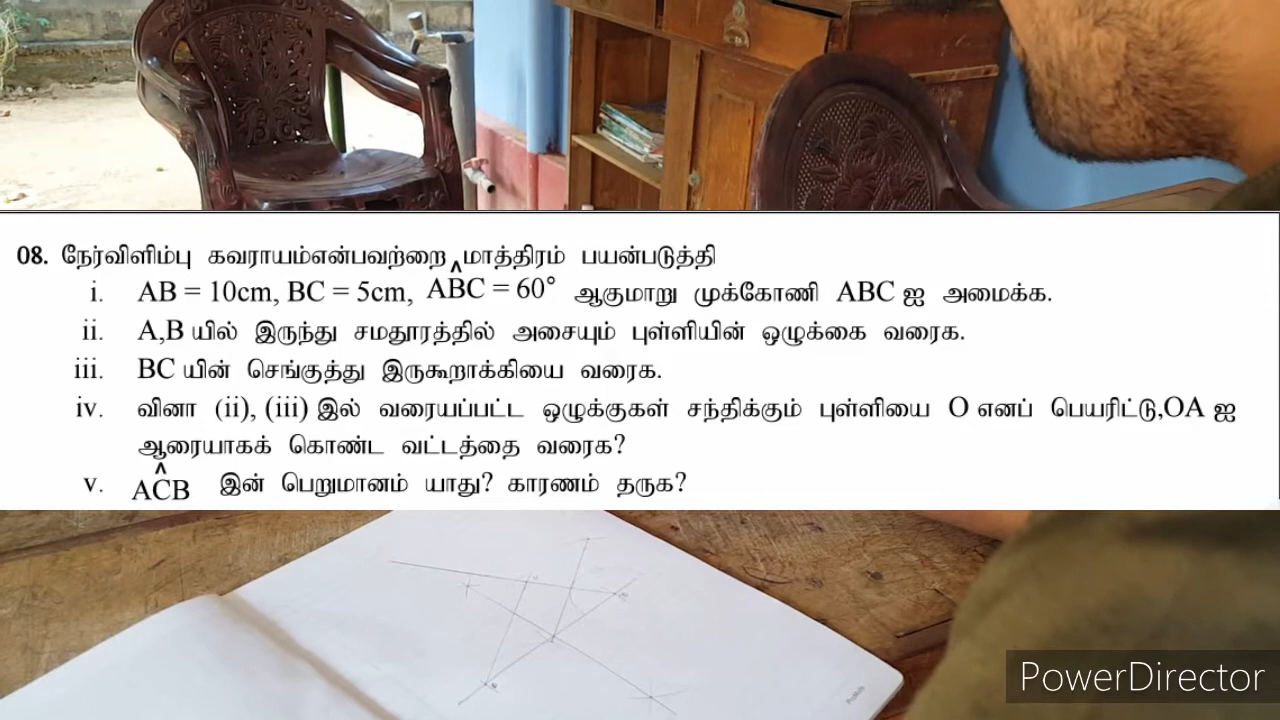 08. நேர்விளிம்பு கவராயம்என்பவற்றை மாத்திரம் பயன்படுத்தி
i. AB = 10cm, BC = 5cm, AB̂C = 60° ஆகுமாறு முக்கோணி ABC ஐ அமைக்க.
ii. A,B யில் இருந்து சமதூரத்தில் அசையும் புள்ளியின் ஒழுக்கை வரைக.
iii. BC யின் செங்குத்து இருகூறாக்கியை வரைக.
iv. வினா (ii), (iii) இல் வரையப்பட்ட ஒழுக்குகள் சந்திக்கும் புள்ளியை O எனப் பெயரிட்டு,OA ஐ
ஆரையாகக் கொண்ட வட்டத்தை வரைக?
v. AĈB இன் பெறுமானம் யாது? காரணம் தருக?
PowerDirector